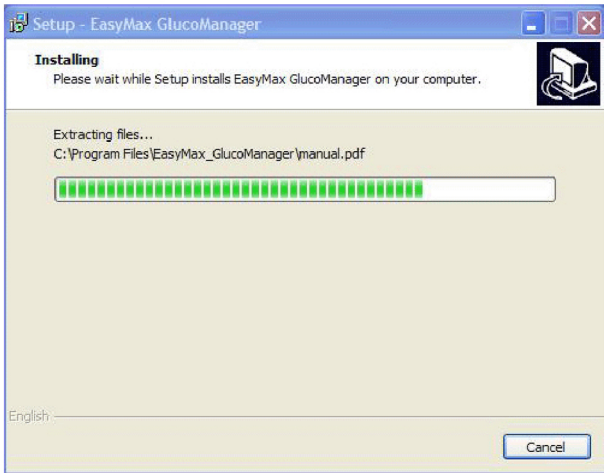 Setup - EasyMax GlucoManager
Installing
Please wait while Setup installs EasyMax GlucoManager on your computer.
Extracting files...
C:\Program Files\EasyMax_GlucoManager\manual.pdf
English
Cancel